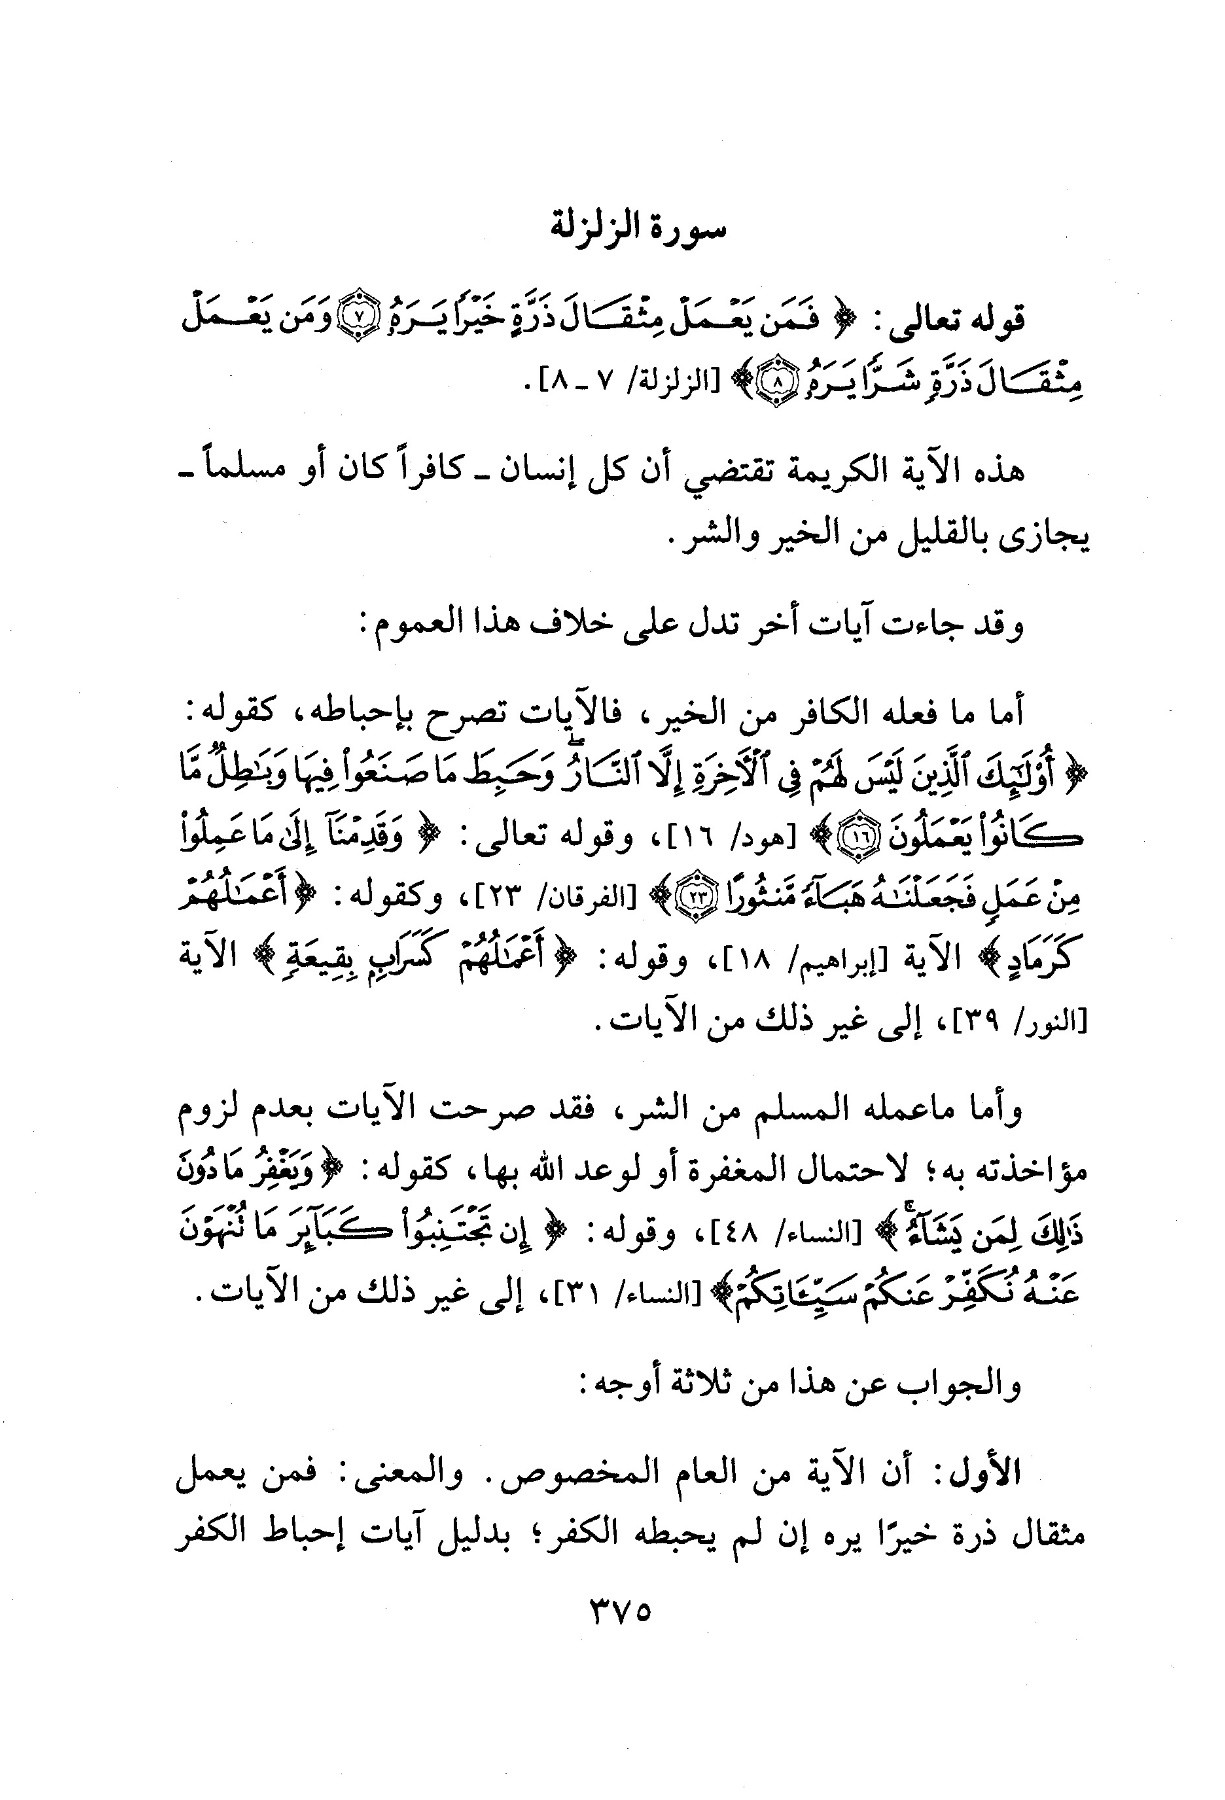 سورة الزلزلة
قوله تعالى: ﴿ فَمَن يَعْمَلْ مِثْقَالَ ذَرَّةٍ خَيْرًا يَرَهُۥ ٧ وَمَن يَعْمَلْ
مِثْقَالَ ذَرَّةٍ شَرًّا يَرَهُۥ ٨ ﴾ [الزلزلة/ ٧ ـ ٨].
هذه الآية الكريمة تقتضي أن كل إنسان ـ كافراً كان أو مسلماً ـ
يجازى بالقليل من الخير والشر.
وقد جاءت آيات أخر تدل على خلاف هذا العموم:
أما ما فعله الكافر من الخير، فالآيات تصرح بإحباطه، كقوله:
﴿ أُوْلَٰٓئِكَ ٱلَّذِينَ لَيْسَ لَهُمْ فِى ٱلْأَخِرَةِ إِلَّا ٱلنَّارُۖ وَحَبِطَ مَا صَنَعُوا۟ فِيهَا وَبَٰطِلٌ مَّا
كَانُوا۟ يَعْمَلُونَ ١٦ ﴾ [هود/ ١٦]، وقوله تعالى: ﴿ وَقَدِمْنَآ إِلَىٰ مَا عَمِلُوا۟
مِنْ عَمَلٍ فَجَعَلْنَٰهُ هَبَآءً مَّنثُورًا ٢٣ ﴾ [الفرقان/ ٢٣]، وكقوله: ﴿ أَعْمَٰلُهُمْ
كَرَمَادٍ ﴾ الآية [إبراهيم/ ١٨]، وقوله: ﴿ أَعْمَٰلُهُمْ كَسَرَابٍۭ بِقِيعَةٍ ﴾ الآية
[النور/ ٣٩]، إلى غير ذلك من الآيات.
وأما ماعمله المسلم من الشر، فقد صرحت الآيات بعدم لزوم
مؤاخذته به؛ لاحتمال المغفرة أو لوعد الله بها، كقوله: ﴿ وَيَغْفِرُ مَا دُونَ
ذَٰلِكَ لِمَن يَشَآءُۚ ﴾ [النساء/ ٤٨]، وقوله: ﴿ إِن تَجْتَنِبُوا۟ كَبَآئِرَ مَا تُنْهَوْنَ
عَنْهُ نُكَفِّرْ عَنكُمْ سَيِّـَٔاتِكُمْ ﴾ [النساء/ ٣١]، إلى غير ذلك من الآيات.
والجواب عن هذا من ثلاثة أوجه:
الأول: أن الآية من العام المخصوص. والمعنى: فمن يعمل
مثقال ذرة خيرًا يره إن لم يحبطه الكفر؛ بدليل آيات إحباط الكفر
٣٧٥